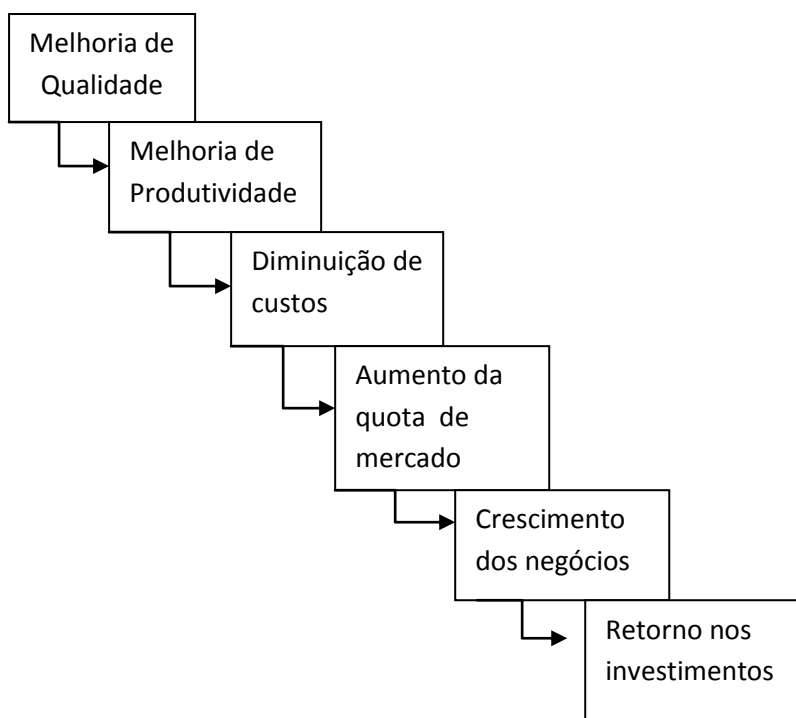 Melhoria de
Qualidade
Melhoria de
Produtividade
Diminuição de
custos
Aumento da
quota de
mercado
Crescimento
dos negócios
Retorno nos
investimentos